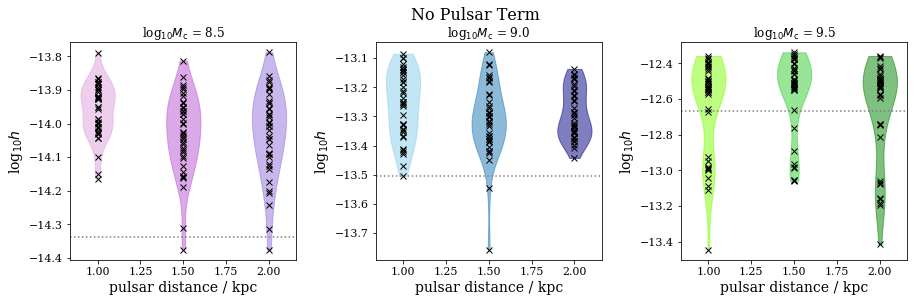 No Pulsar Term
log₁₀M_c = 8.5
log₁₀M_c = 9.0
log₁₀M_c = 9.5
log₁₀h
−13.8
−13.9
−14.0
−14.1
−14.2
−14.3
−14.4
1.00 1.25 1.50 1.75 2.00
pulsar distance / kpc
log₁₀h
−13.1
−13.2
−13.3
−13.4
−13.5
−13.6
−13.7
1.00 1.25 1.50 1.75 2.00
pulsar distance / kpc
log₁₀h
−12.4
−12.6
−12.8
−13.0
−13.2
−13.4
1.00 1.25 1.50 1.75 2.00
pulsar distance / kpc